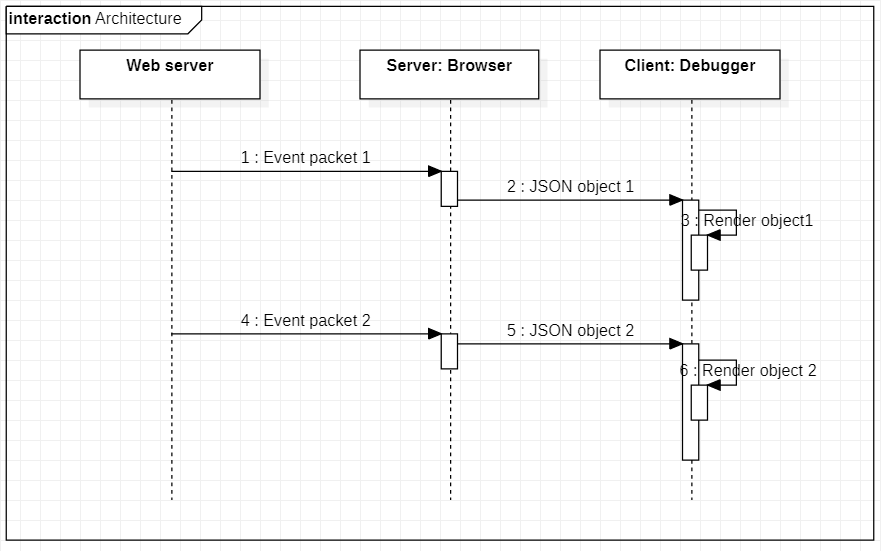 interaction Architecture
Web server
Server: Browser
Client: Debugger
1 : Event packet 1
2 : JSON object 1
3 : Render object1
4 : Event packet 2
5 : JSON object 2
6 : Render object 2